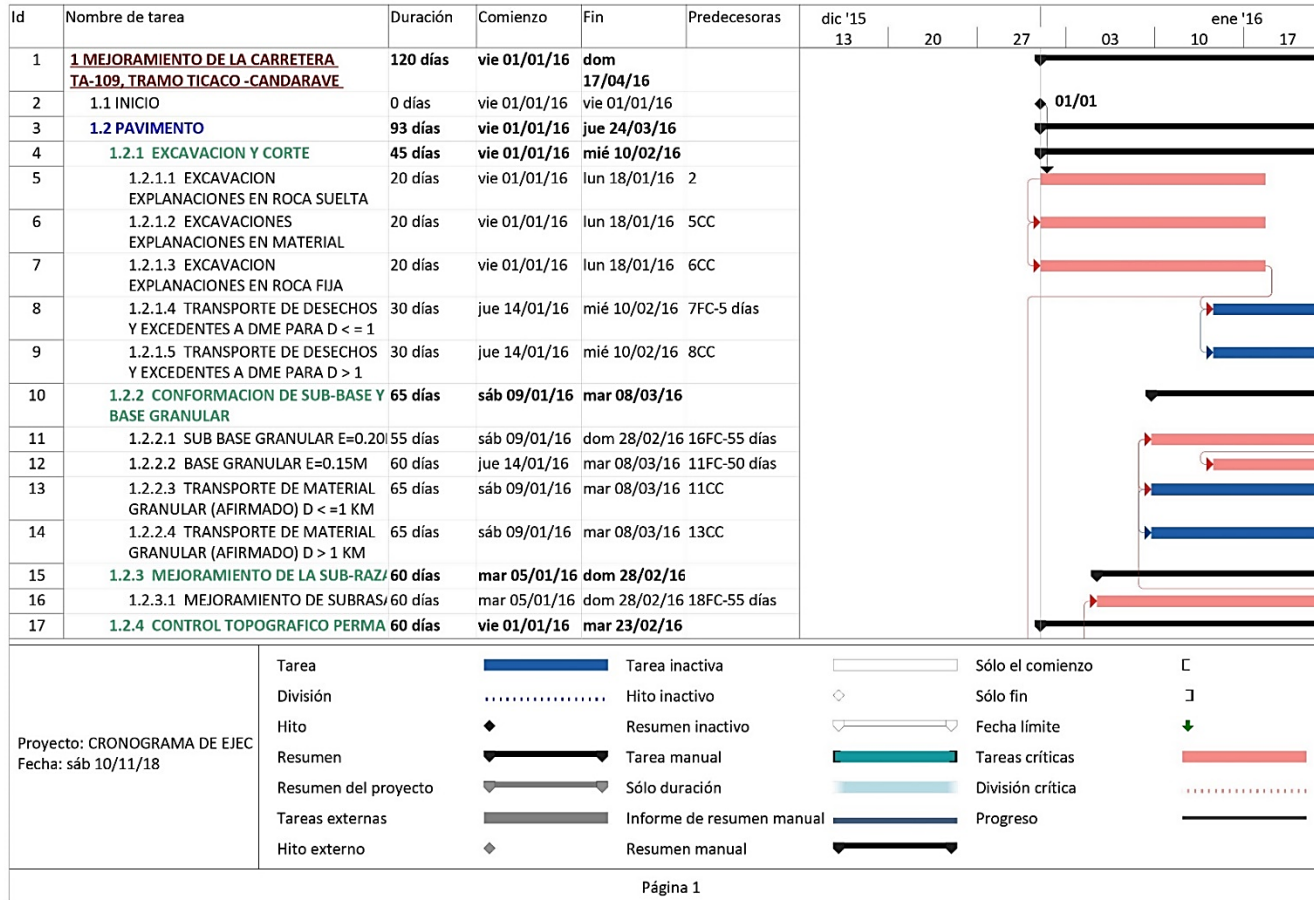 Id Nombre de tarea Duración Comienzo Fin Predecesoras dic '15 ene '16
13 20 27 03 10 17
1 1 MEJORAMIENTO DE LA CARRETERA 120 días vie 01/01/16 dom
TA-109, TRAMO TICACO -CANDARAVE 17/04/16
2 1.1 INICIO 0 días vie 01/01/16 vie 01/01/16 01/01
3 1.2 PAVIMENTO 93 días vie 01/01/16 jue 24/03/16
4 1.2.1 EXCAVACION Y CORTE 45 días vie 01/01/16 mié 10/02/16
5 1.2.1.1 EXCAVACION 20 días vie 01/01/16 lun 18/01/16 2
EXPLANACIONES EN ROCA SUELTA
6 1.2.1.2 EXCAVACIONES 20 días vie 01/01/16 lun 18/01/16 5CC
EXPLANACIONES EN MATERIAL
7 1.2.1.3 EXCAVACION 20 días vie 01/01/16 lun 18/01/16 6CC
EXPLANACIONES EN ROCA FIJA
8 1.2.1.4 TRANSPORTE DE DESECHOS 30 días jue 14/01/16 mié 10/02/16 7FC-5 días
Y EXCEDENTES A DME PARA D < = 1
9 1.2.1.5 TRANSPORTE DE DESECHOS 30 días jue 14/01/16 mié 10/02/16 8CC
Y EXCEDENTES A DME PARA D > 1
10 1.2.2 CONFORMACION DE SUB-BASE Y 65 días sáb 09/01/16 mar 08/03/16
BASE GRANULAR
11 1.2.2.1 SUB BASE GRANULAR E=0.20 55 días sáb 09/01/16 dom 28/02/16 16FC-55 días
12 1.2.2.2 BASE GRANULAR E=0.15M 60 días jue 14/01/16 mar 08/03/16 11FC-50 días
13 1.2.2.3 TRANSPORTE DE MATERIAL 65 días sáb 09/01/16 mar 08/03/16 11CC
GRANULAR (AFIRMADO) D < =1 KM
14 1.2.2.4 TRANSPORTE DE MATERIAL 65 días sáb 09/01/16 mar 08/03/16 13CC
GRANULAR (AFIRMADO) D > 1 KM
15 1.2.3 MEJORAMIENTO DE LA SUB-RAZA 60 días mar 05/01/16 dom 28/02/16
16 1.2.3.1 MEJORAMIENTO DE SUBRASA 60 días mar 05/01/16 dom 28/02/16 18FC-55 días
17 1.2.4 CONTROL TOPOGRAFICO PERMA 60 días vie 01/01/16 mar 23/02/16
Proyecto: CRONOGRAMA DE EJEC
Fecha: sáb 10/11/18
Tarea Tarea inactiva Sólo el comienzo
División Hito inactivo Sólo fin
Hito Resumen inactivo Fecha límite
Resumen Tarea manual Tareas críticas
Resumen del proyecto Sólo duración División crítica
Tareas externas Informe de resumen manual Progreso
Hito externo Resumen manual
Página 1